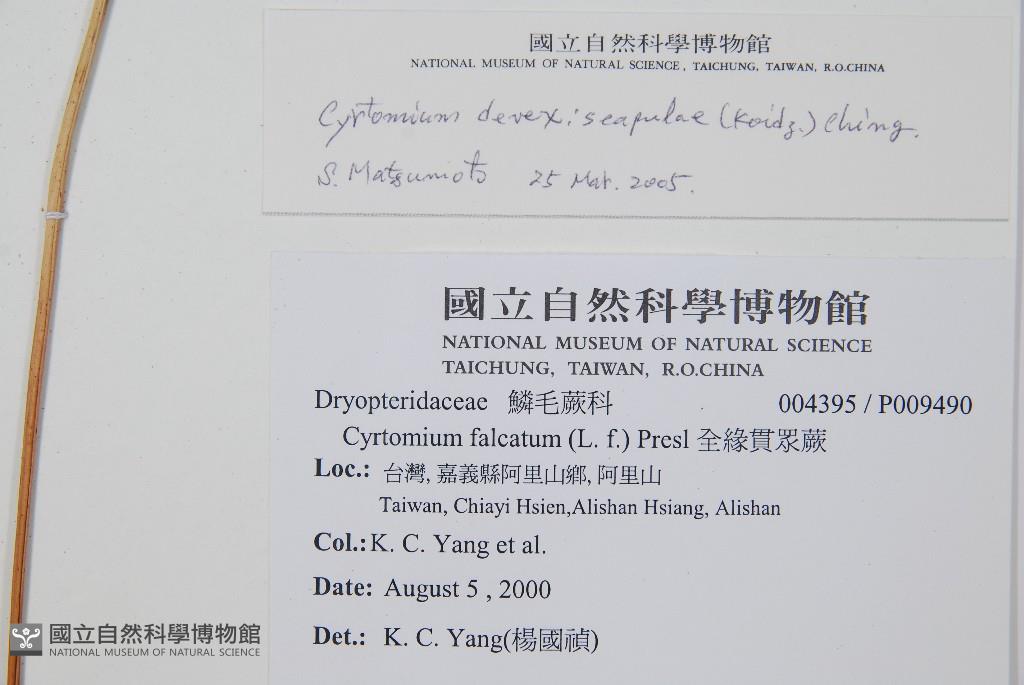 國立自然科學博物館
NATIONAL MUSEUM OF NATURAL SCIENCE, TAICHUNG, TAIWAN, R.O.CHINA
Cyrtomium devexiscapulae (Koidz.) Ching.
S. Matsumoto 25 Mar. 2005.
國立自然科學博物館
NATIONAL MUSEUM OF NATURAL SCIENCE
TAICHUNG, TAIWAN, R.O.CHINA
Dryopteridaceae 鱗毛蕨科 004395 / P009490
Cyrtomium falcatum (L. f.) Presl 全緣貫眾蕨
Loc.: 台灣, 嘉義縣阿里山鄉, 阿里山
Taiwan, Chiayi Hsien,Alishan Hsiang, Alishan
Col.: K. C. Yang et al.
Date: August 5 , 2000
Det.: K. C. Yang(楊國禎)
國立自然科學博物館
NATIONAL MUSEUM OF NATURAL SCIENCE